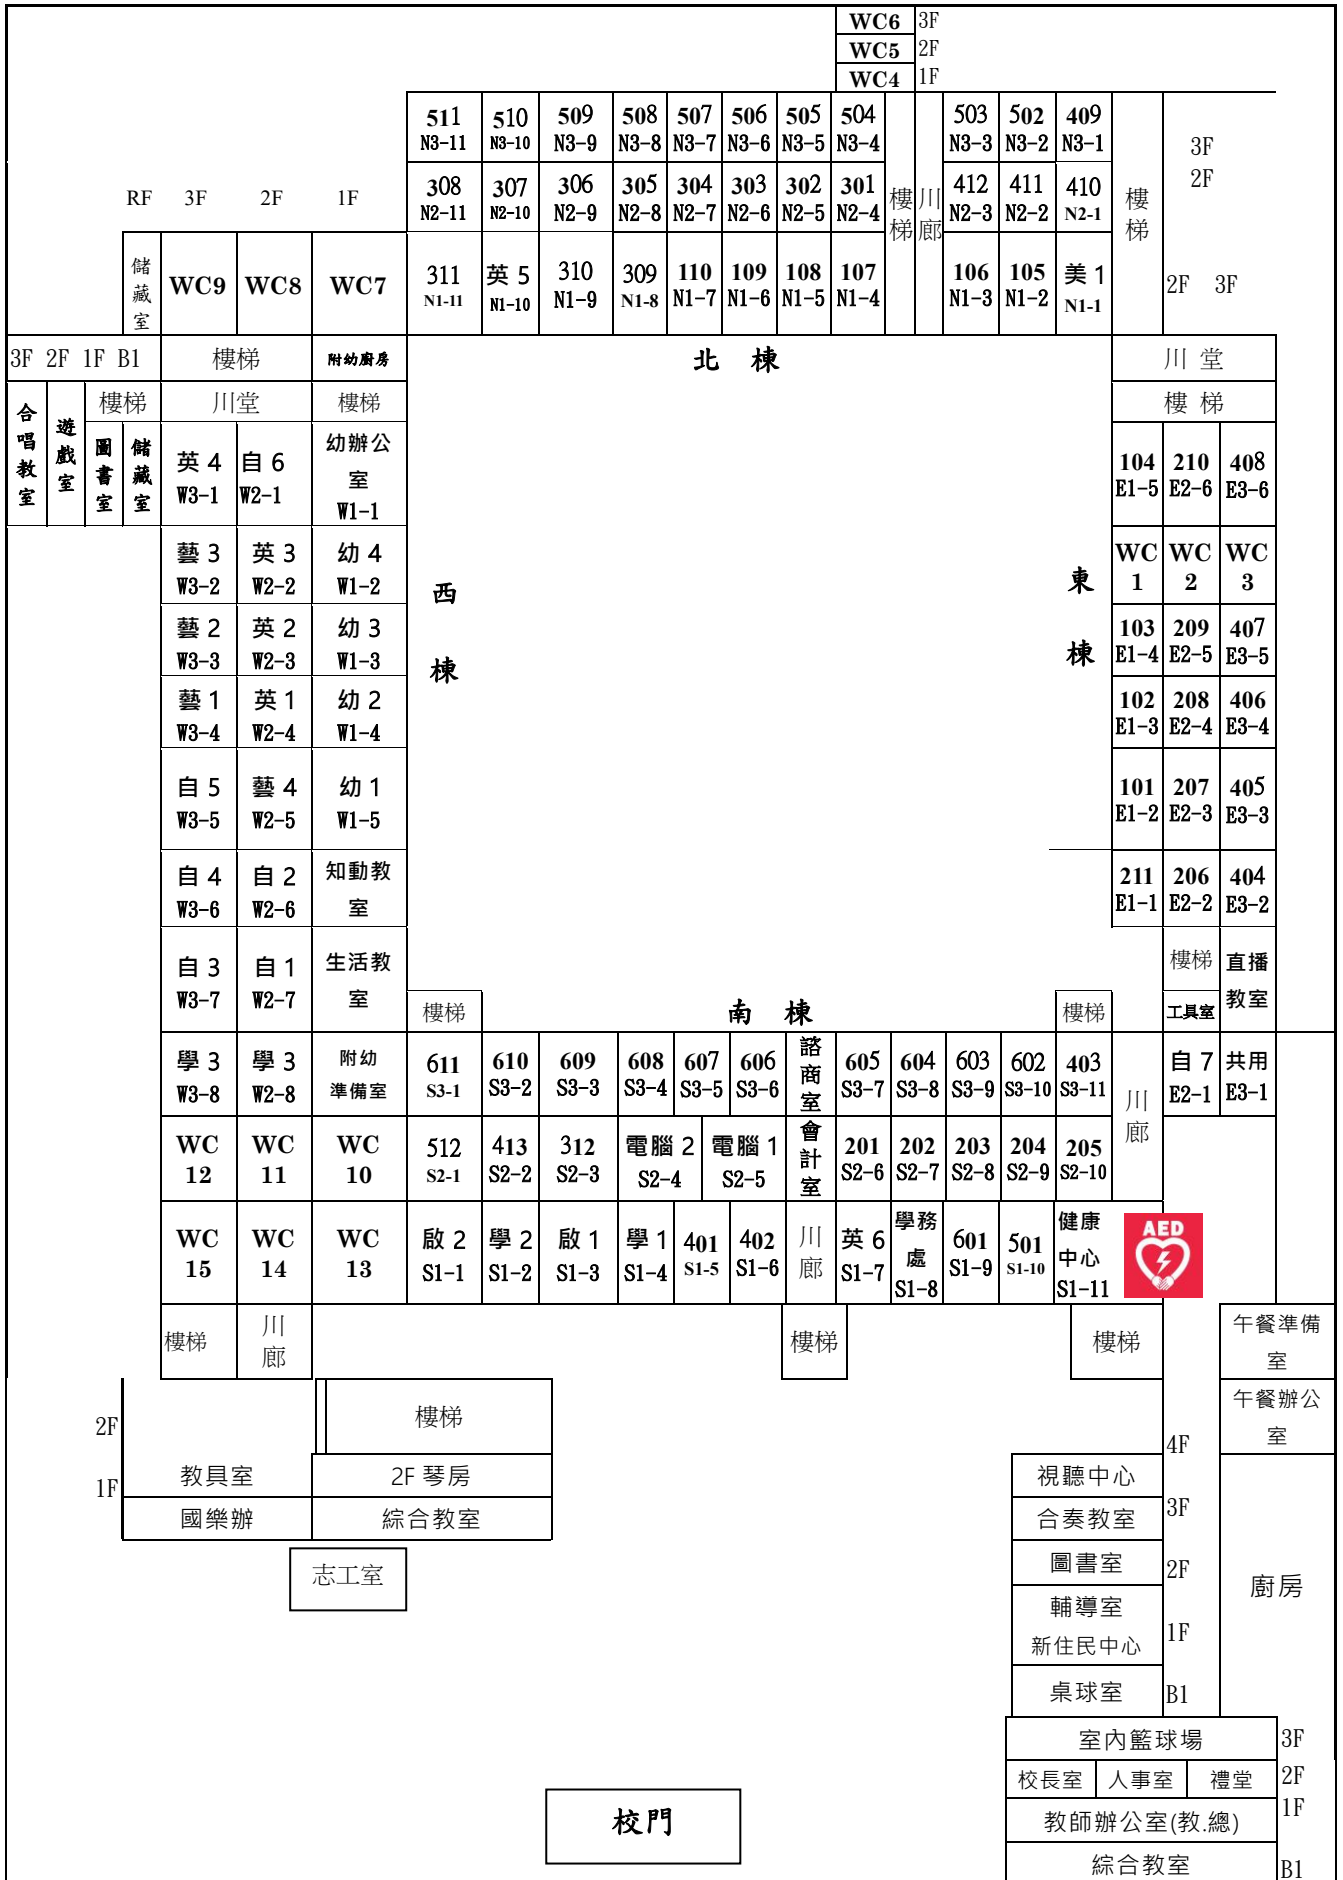 WC6 3F
WC5 2F
WC4 1F
511 510 509 508 507 506 505 504 503 502 409
N3-11 N3-10 N3-9 N3-8 N3-7 N3-6 N3-5 N3-4 N3-3 N3-2 N3-1
3F
2F
RF 3F 2F 1F
308 307 306 305 304 303 302 301 樓梯 川廊 412 411 410 樓梯
N2-11 N2-10 N2-9 N2-8 N2-7 N2-6 N2-5 N2-4 N2-3 N2-2 N2-1
儲藏室 WC9 WC8 WC7 311 英5 310 309 110 109 108 107 106 105 美1 2F 3F
N1-11 N1-10 N1-9 N1-8 N1-7 N1-6 N1-5 N1-4 N1-3 N1-2 N1-1
3F 2F 1F B1 樓梯 附幼廚房 北棟 川堂
合唱教室 遊戲室 樓梯 川堂 樓梯 樓梯
圖書室 儲藏室 英4 自6 幼辦公室 104 210 408
W3-1 W2-1 W1-1 E1-5 E2-6 E3-6
藝3 英3 幼4 西棟 東棟 WC1 WC2 WC3
W3-2 W2-2 W1-2
藝2 英2 幼3 103 209 407
W3-3 W2-3 W1-3 E1-4 E2-5 E3-5
藝1 英1 幼2 102 208 406
W3-4 W2-4 W1-4 E1-3 E2-4 E3-4
自5 藝4 幼1 101 207 405
W3-5 W2-5 W1-5 E1-2 E2-3 E3-3
自4 自2 知動教室 211 206 404
W3-6 W2-6 E1-1 E2-2 E3-2
自3 自1 生活教室 樓梯 直播教室
W3-7 W2-7 樓梯 南棟 樓梯 工具室
學3 學3 附幼準備室 611 610 609 608 607 606 諮商室 605 604 603 602 403 川廊 自7 共用
W3-8 W2-8 S3-1 S3-2 S3-3 S3-4 S3-5 S3-6 S3-7 S3-8 S3-9 S3-10 S3-11 E2-1 E3-1
WC12 WC11 WC10 512 413 312 電腦2 電腦1 會計室 201 202 203 204 205
S2-1 S2-2 S2-3 S2-4 S2-5 S2-6 S2-7 S2-8 S2-9 S2-10
WC15 WC14 WC13 啟2 學2 啟1 學1 401 402 川廊 英6 學務處 601 501 健康中心 AED
S1-1 S1-2 S1-3 S1-4 S1-5 S1-6 S1-7 S1-8 S1-9 S1-10 S1-11
樓梯 川廊 樓梯 樓梯 午餐準備室
2F 樓梯 4F 午餐辦公室
1F 教具室 2F琴房 視聽中心
國樂辦 綜合教室 合奏教室 3F
志工室 圖書室 2F 廚房
輔導室
新住民中心 1F
桌球室 B1
室內籃球場 3F
校長室 人事室 禮堂 2F
校門 教師辦公室(教.總) 1F
綜合教室 B1